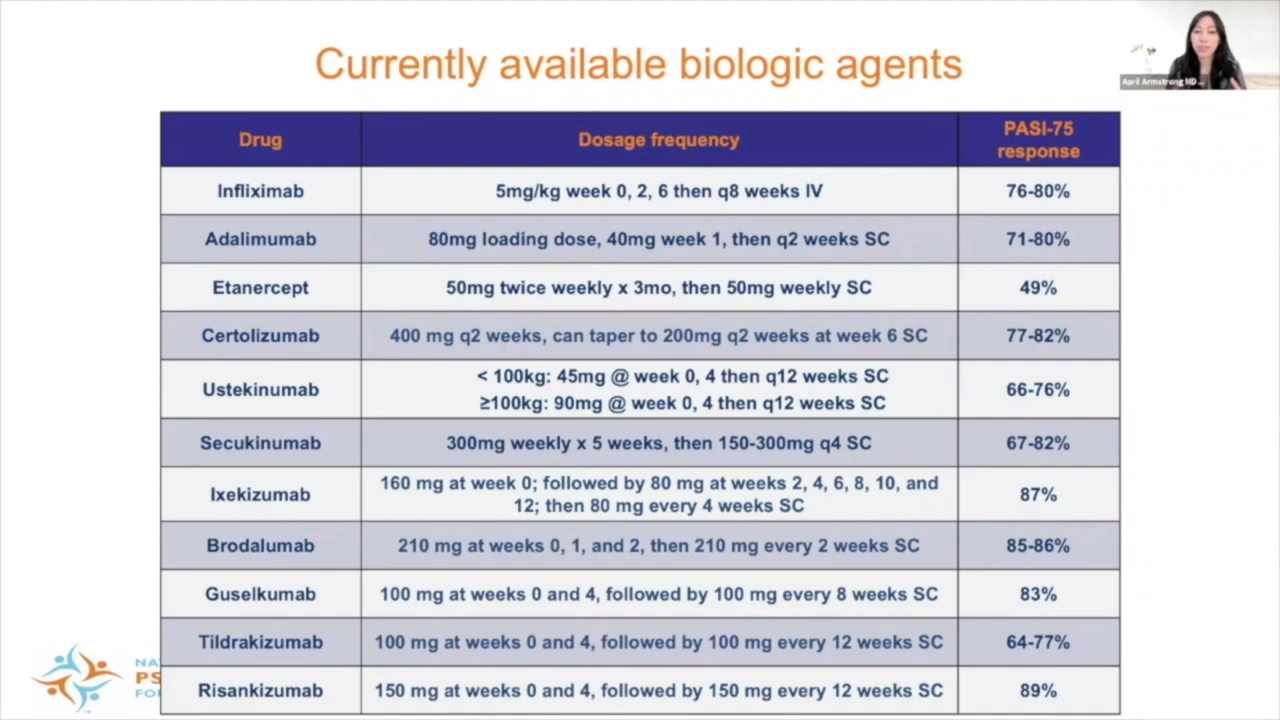 Currently available biologic agents
April Armstrong MD...
Drug Dosage frequency PASI-75 response
Infliximab 5mg/kg week 0, 2, 6 then q8 weeks IV 76-80%
Adalimumab 80mg loading dose, 40mg week 1, then q2 weeks SC 71-80%
Etanercept 50mg twice weekly x 3mo, then 50mg weekly SC 49%
Certolizumab 400 mg q2 weeks, can taper to 200mg q2 weeks at week 6 SC 77-82%
Ustekinumab < 100kg: 45mg @ week 0, 4 then q12 weeks SC 66-76%
≥100kg: 90mg @ week 0, 4 then q12 weeks SC
Secukinumab 300mg weekly x 5 weeks, then 150-300mg q4 SC 67-82%
Ixekizumab 160 mg at week 0; followed by 80 mg at weeks 2, 4, 6, 8, 10, and 87%
12; then 80 mg every 4 weeks SC
Brodalumab 210 mg at weeks 0, 1, and 2, then 210 mg every 2 weeks SC 85-86%
Guselkumab 100 mg at weeks 0 and 4, followed by 100 mg every 8 weeks SC 83%
Tildrakizumab 100 mg at weeks 0 and 4, followed by 100 mg every 12 weeks SC 64-77%
Risankizumab 150 mg at weeks 0 and 4, followed by 150 mg every 12 weeks SC 89%
NA
PS
FO